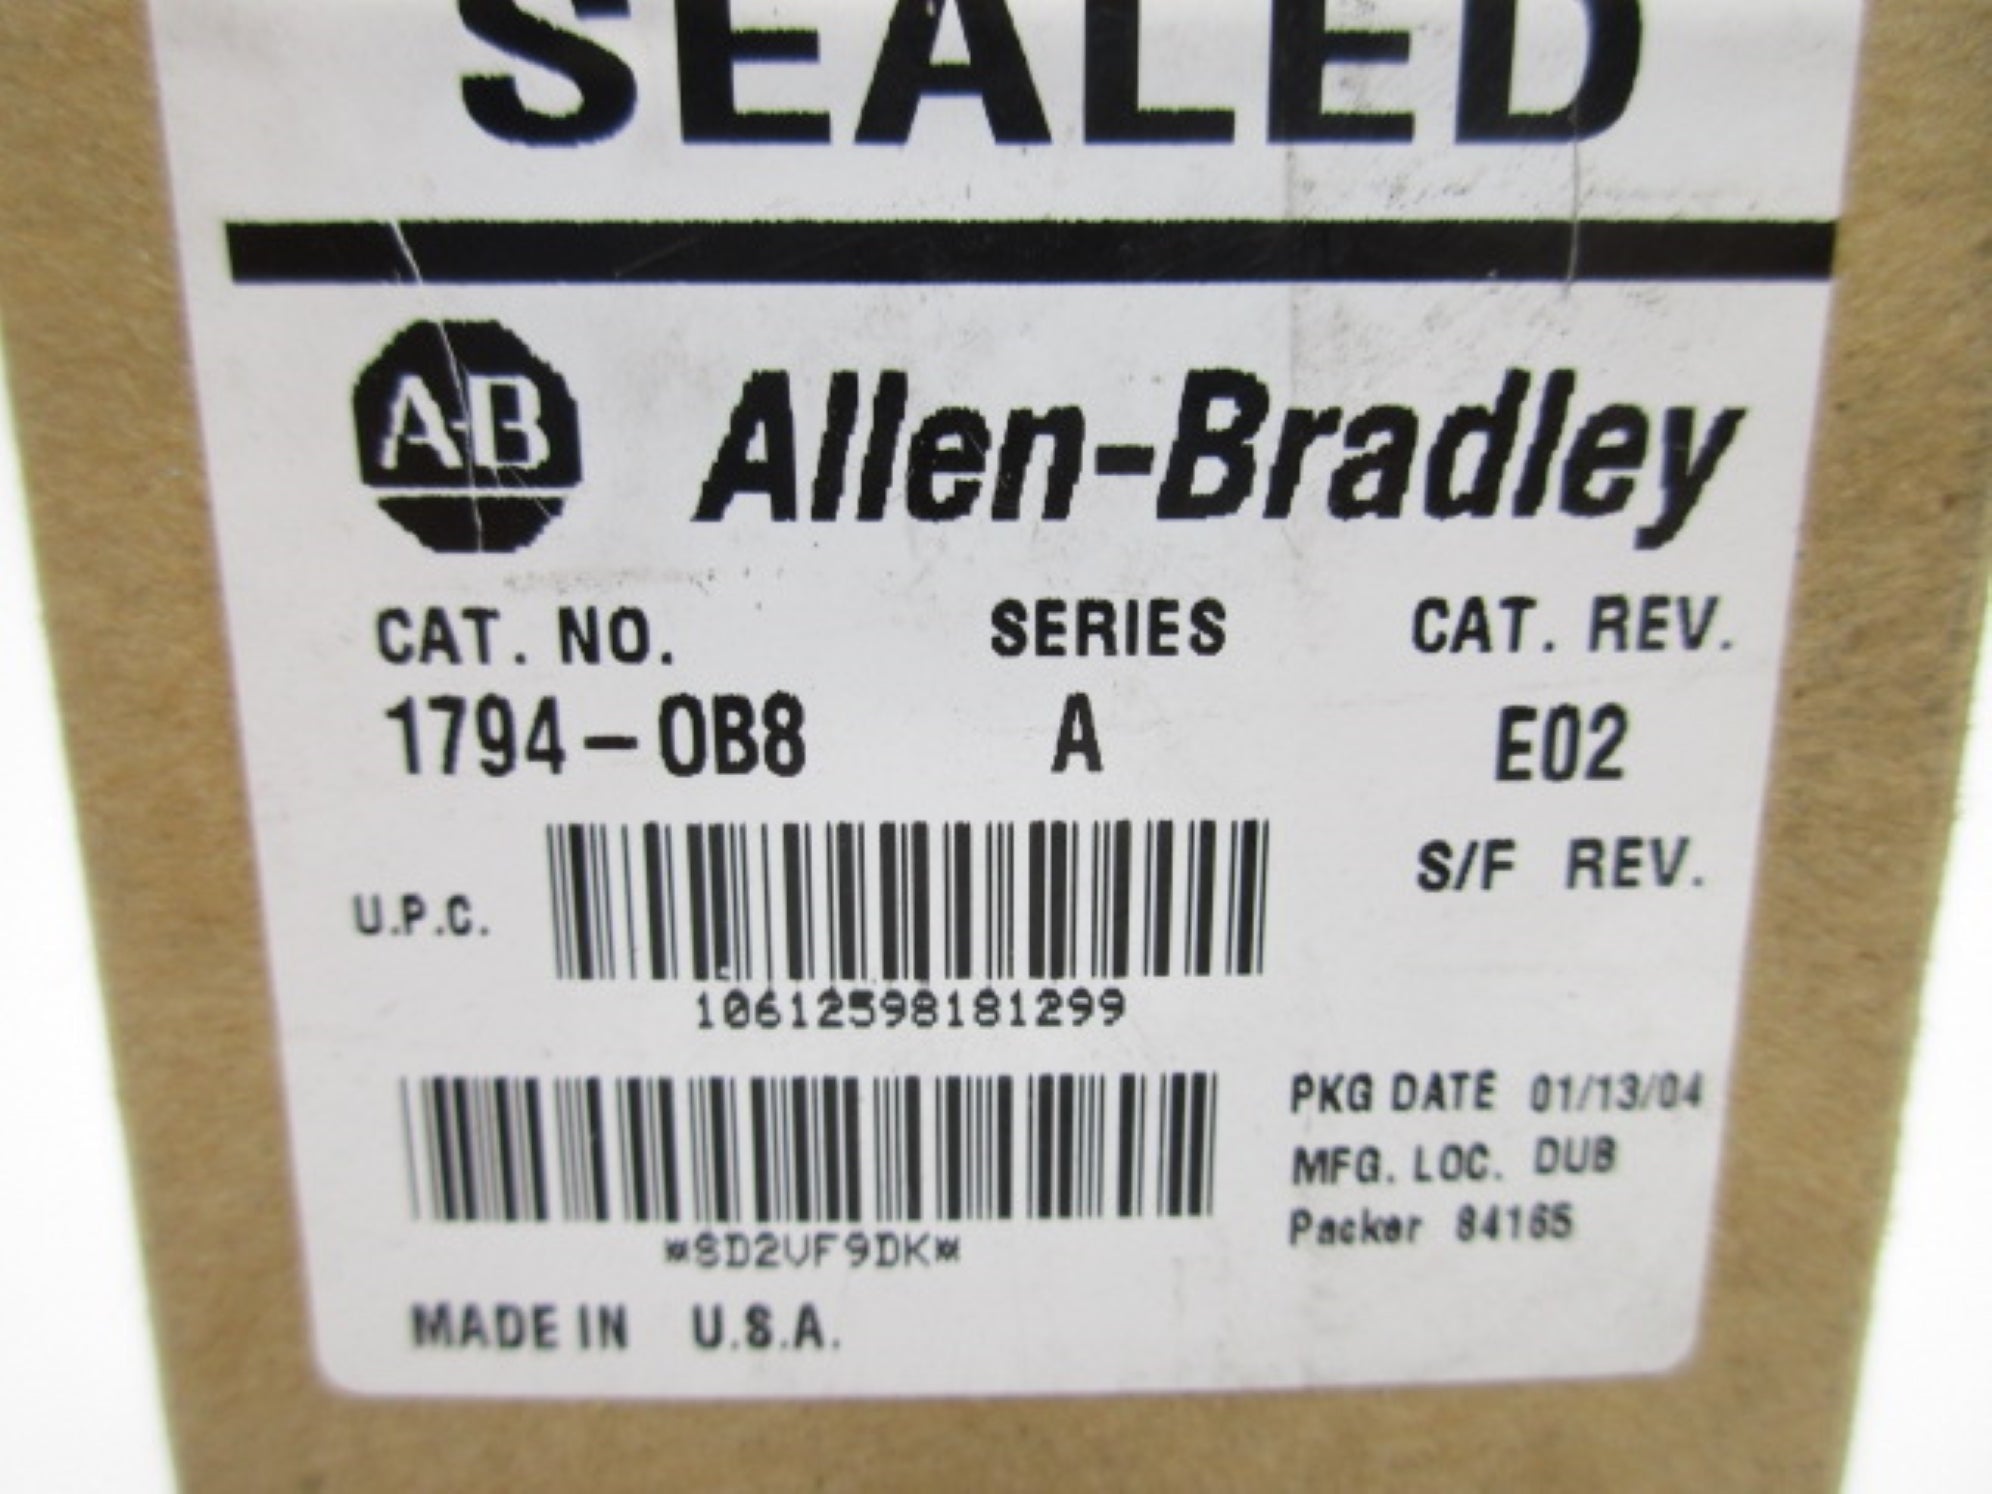 SEALED
A-B Allen-Bradley
CAT. NO. SERIES CAT. REV.
1794-OB8 A E02
S/F REV.
U.P.C.
10612598181299
PKG DATE 01/13/04
MFG. LOC. DUB
Packer 84165
*SD2VF9DK*
MADE IN U.S.A.